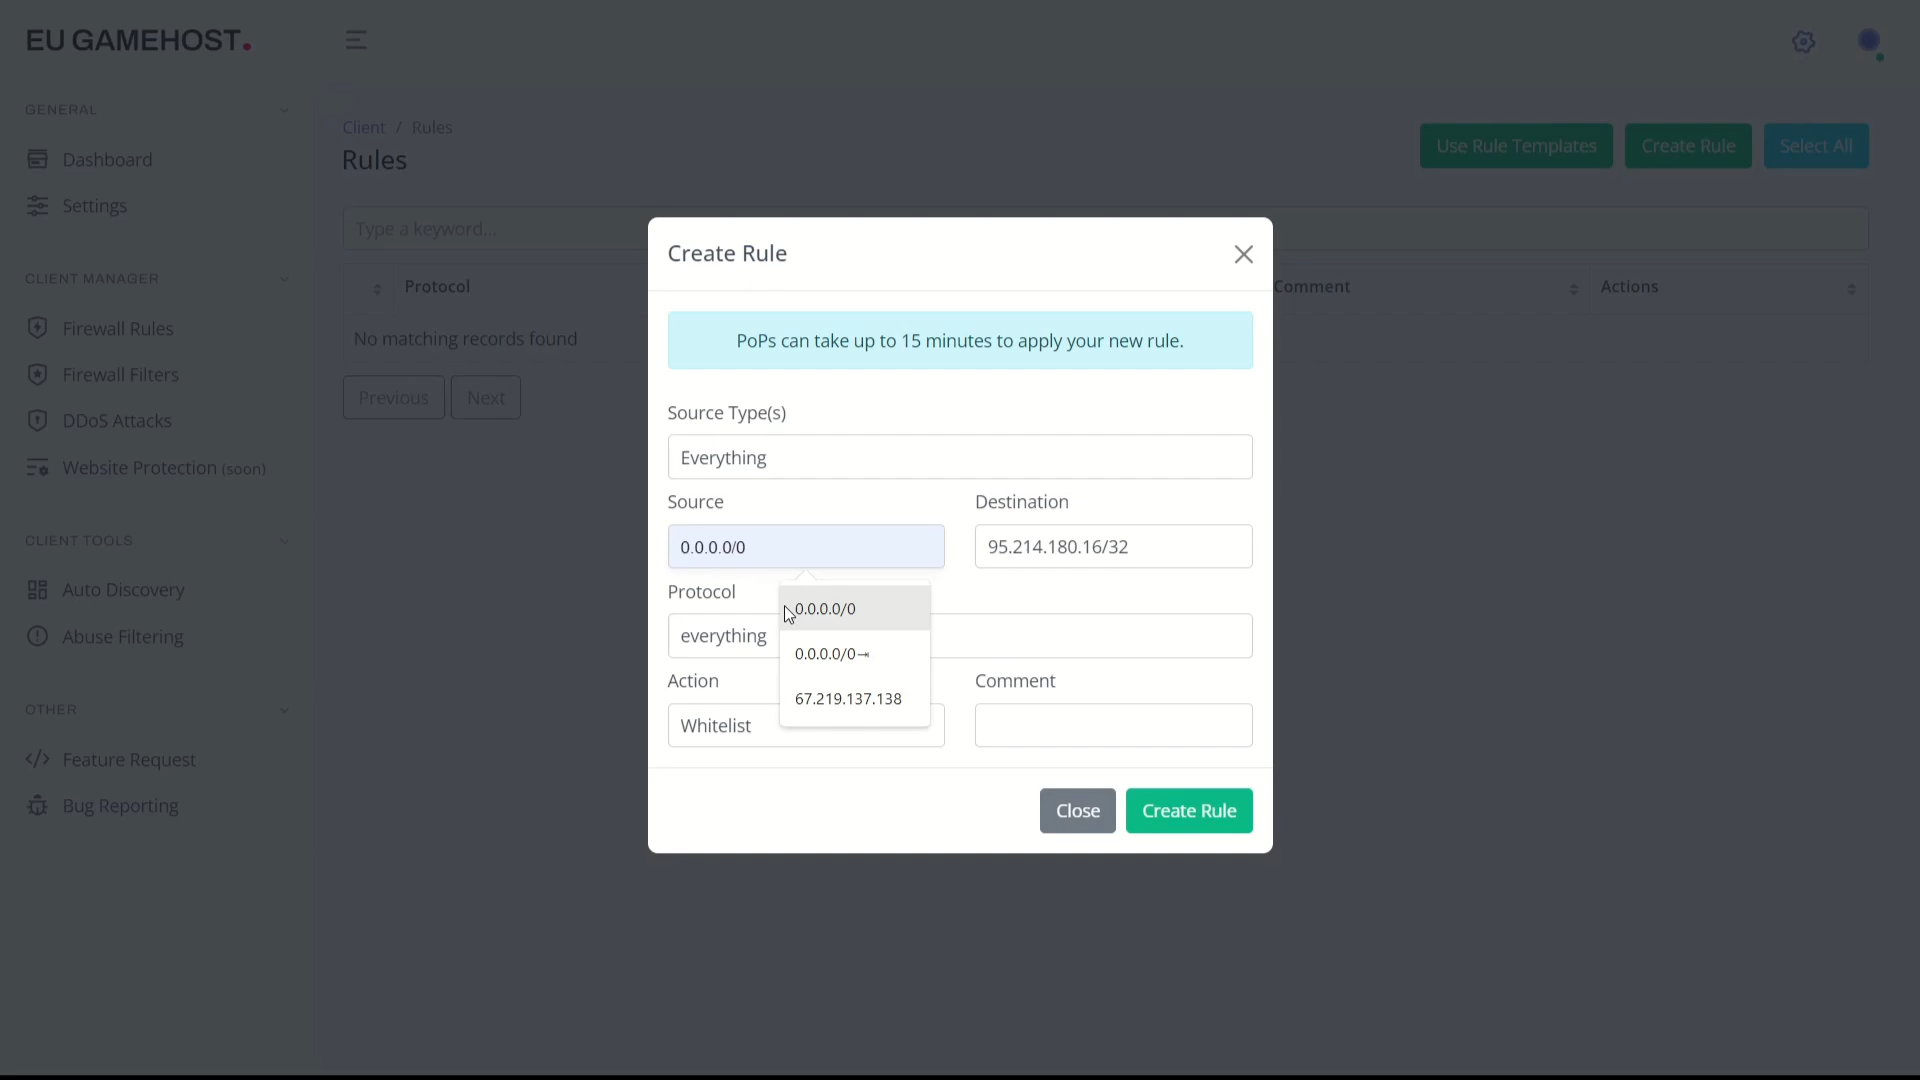 EU GAMEHOST.
GENERAL
Dashboard
Settings
CLIENT MANAGER
Firewall Rules
Firewall Filters
DDoS Attacks
Website Protection (soon)
CLIENT TOOLS
Auto Discovery
Abuse Filtering
OTHER
Feature Request
Bug Reporting
Client / Rules
Rules
Use Rule Templates
Create Rule
Select All
Type a keyword...
Protocol
Comment
Actions
No matching records found
Previous
Next
Create Rule
PoPs can take up to 15 minutes to apply your new rule.
Source Type(s)
Everything
Source
Destination
0.0.0.0/0
95.214.180.16/32
Protocol
everything
0.0.0.0/0
0.0.0.0/0⇥
67.219.137.138
Action
Comment
Whitelist
Close
Create Rule